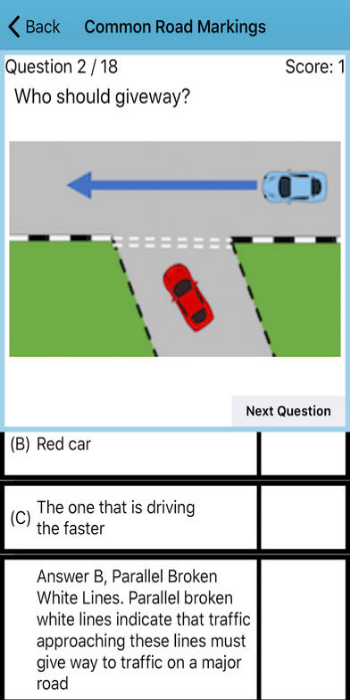 Back Common Road Markings
Question 2 / 18 Score: 1
Who should giveway?
Next Question
(B) Red car
(C) The one that is driving
the faster
Answer B, Parallel Broken
White Lines. Parallel broken
white lines indicate that traffic
approaching these lines must
give way to traffic on a major
road